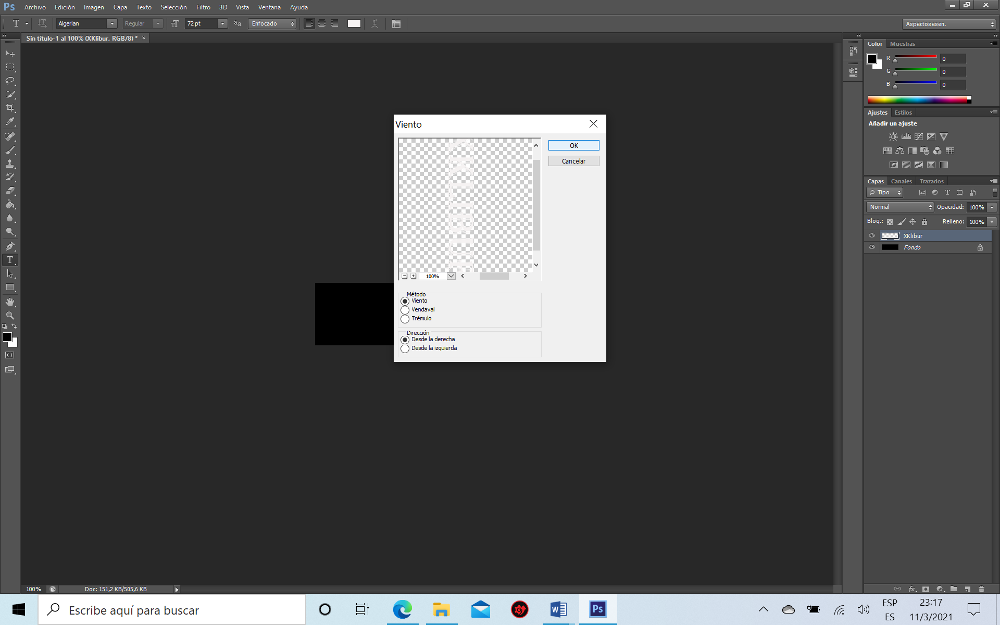 Ps Archivo Edición Imagen Capa Texto Selección Filtro 3D Vista Ventana Ayuda
T Algerian Regular T 72 pt aa Enfocado Aspectos esen.
Sin título-1 al 100% (XKlibur, RGB/8) * ×
Color Muestras
R 0
G 0
B 0
Ajustes Estilos
Añadir un ajuste
Capas Canales Trazados
Tipo
Normal Opacidad: 100%
Bloq.: Relleno: 100%
XKlibur
Fondo
Viento
OK
Cancelar
100%
Método
Viento
Vendaval
Trémulo
Dirección
Desde la derecha
Desde la izquierda
100% Doc: 151,2 KB/505,6 KB
Escribe aquí para buscar
W
Ps
ESP
ES
23:17
11/3/2021